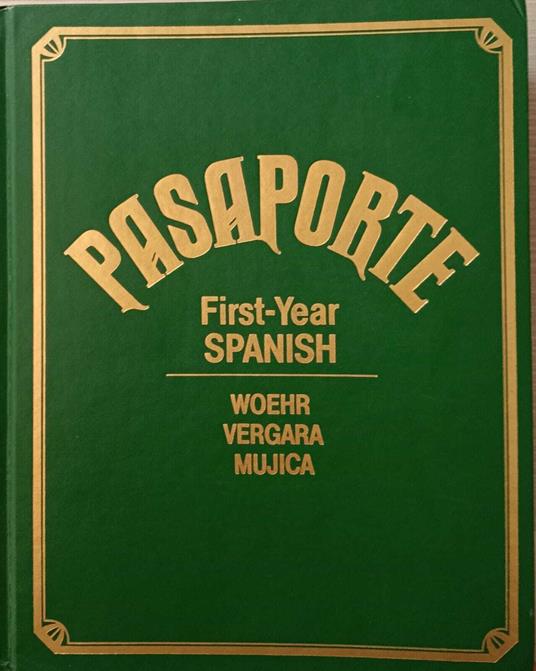 PASAPORTE
First-Year
SPANISH
WOEHR
VERGARA
MUJICA